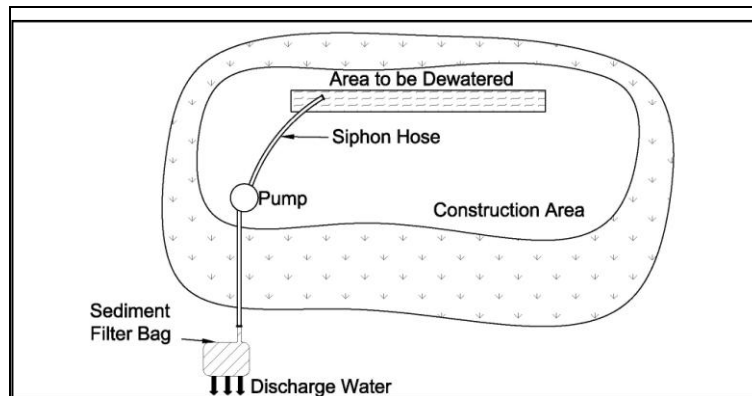 Area to be Dewatered
Siphon Hose
Pump
Construction Area
Sediment
Filter Bag
Discharge Water